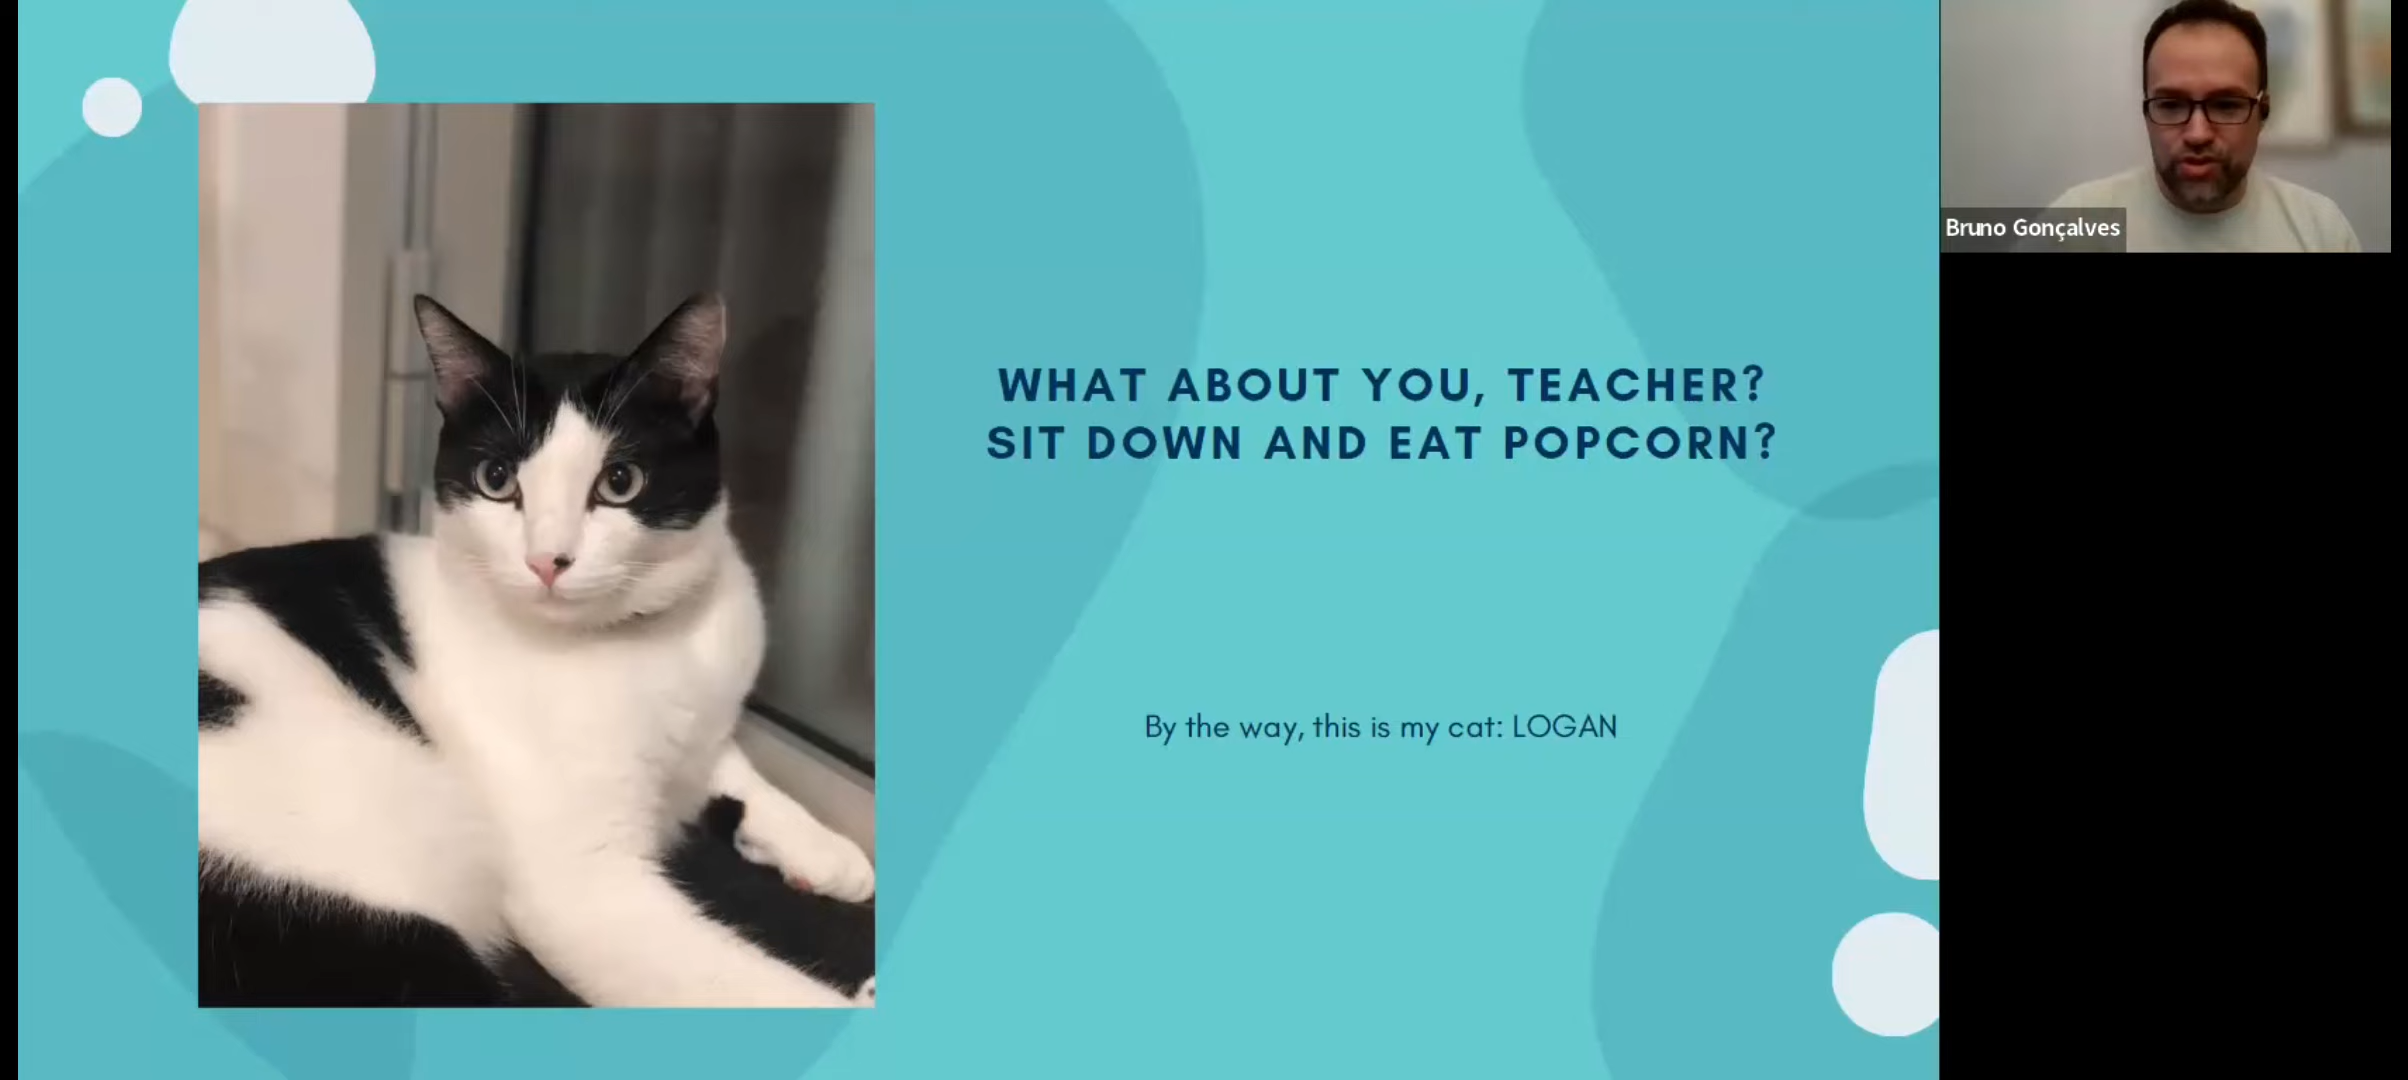 WHAT ABOUT YOU, TEACHER?
SIT DOWN AND EAT POPCORN?
By the way, this is my cat: LOGAN
Bruno Gonçalves